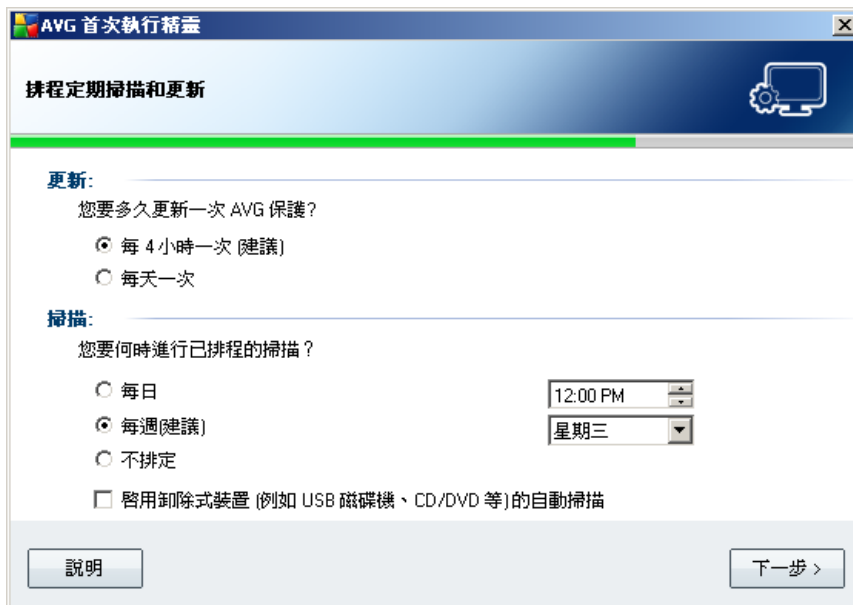 AVG 首次執行精靈
排程定期掃描和更新
更新:
您要多久更新一次 AVG 保護?
每 4 小時一次 (建議)
每天一次
掃描:
您要何時進行已排程的掃描？
每日
12:00 PM
每週(建議)
星期三
不排定
啓用卸除式裝置 (例如 USB 磁碟機、CD/DVD 等)的自動掃描
說明
下一步 >